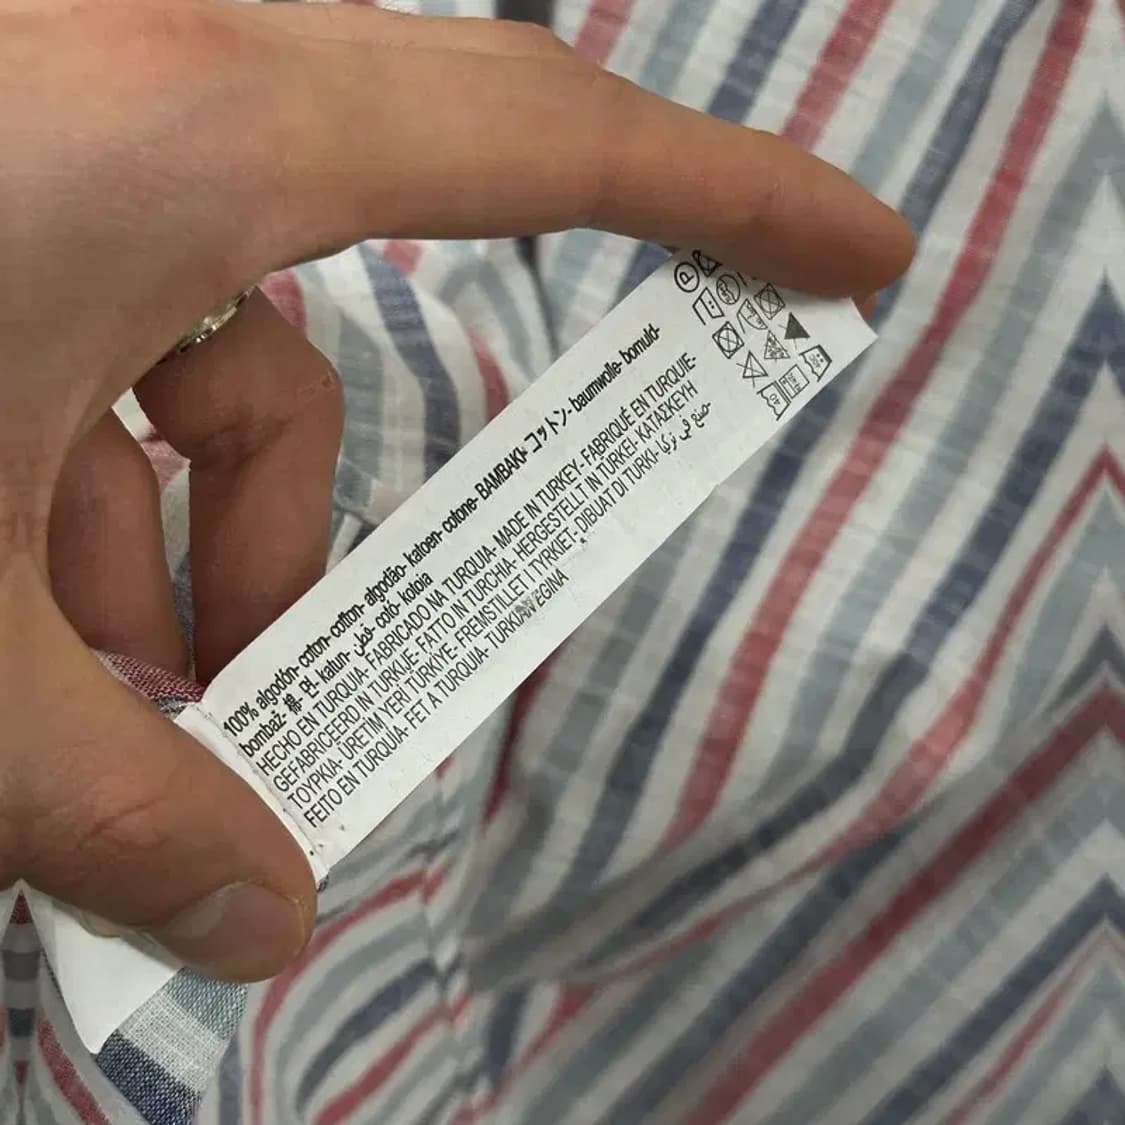 100% algodón- coton- cotton- algodão- katoen- cotone- BAMBAKI- コットン- baumwolle- bomuld-
bombaž- 棉- 면- katun- قطن- cotó- kotoia
HECHO EN TURQUIA- FABRICADO NA TURQUIA- MADE IN TURKEY- FABRIQUÉ EN TURQUIE-
GEFABRICEERD IN TURKIJE- FATTO IN TURCHIA- HERGESTELLT IN TÜRKEI- ΚΑΤΑΣΚΕΥΗ
ΤΟΥΡΚΙΑ- ÜRETİM YERİ TÜRKİYE- FREMSTILLET I TYRKIET- DIBUAT DI TURKI- صنع في تركيا-
FEITO EN TURQUÍA- FET A TURQUIA- TURKIAN EGINA